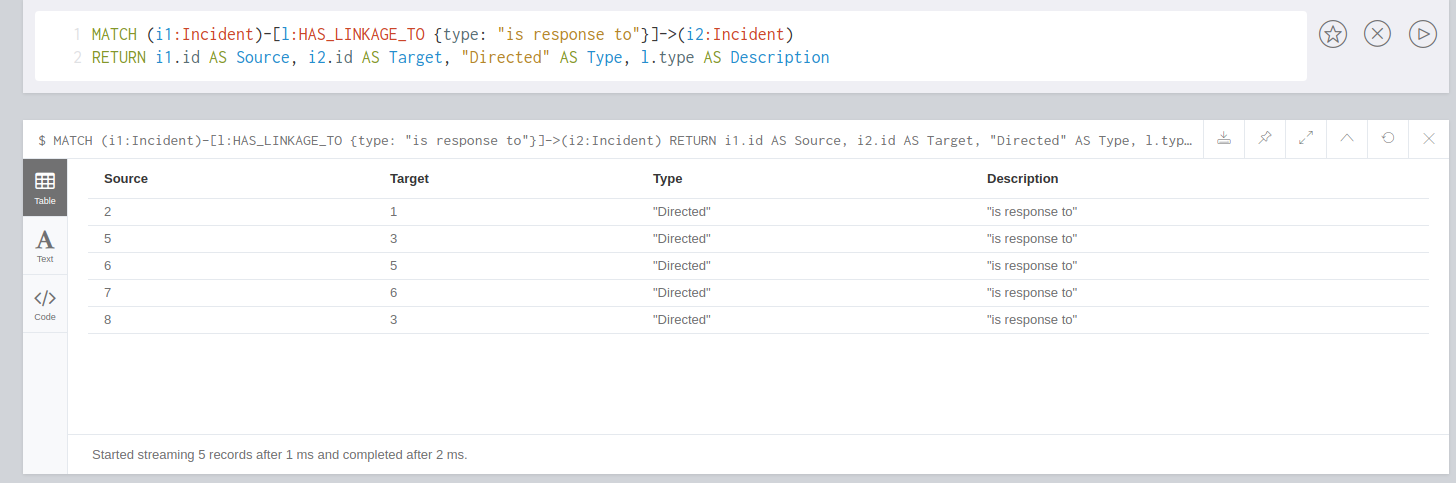 1 MATCH (i1:Incident)-[l:HAS_LINKAGE_TO {type: "is response to"}]->(i2:Incident)
2 RETURN i1.id AS Source, i2.id AS Target, "Directed" AS Type, l.type AS Description
$ MATCH (i1:Incident)-[l:HAS_LINKAGE_TO {type: "is response to"}]->(i2:Incident) RETURN i1.id AS Source, i2.id AS Target, "Directed" AS Type, l.typ…
Table
Text
Code
Source Target Type Description
2 1 "Directed" "is response to"
5 3 "Directed" "is response to"
6 5 "Directed" "is response to"
7 6 "Directed" "is response to"
8 3 "Directed" "is response to"
Started streaming 5 records after 1 ms and completed after 2 ms.